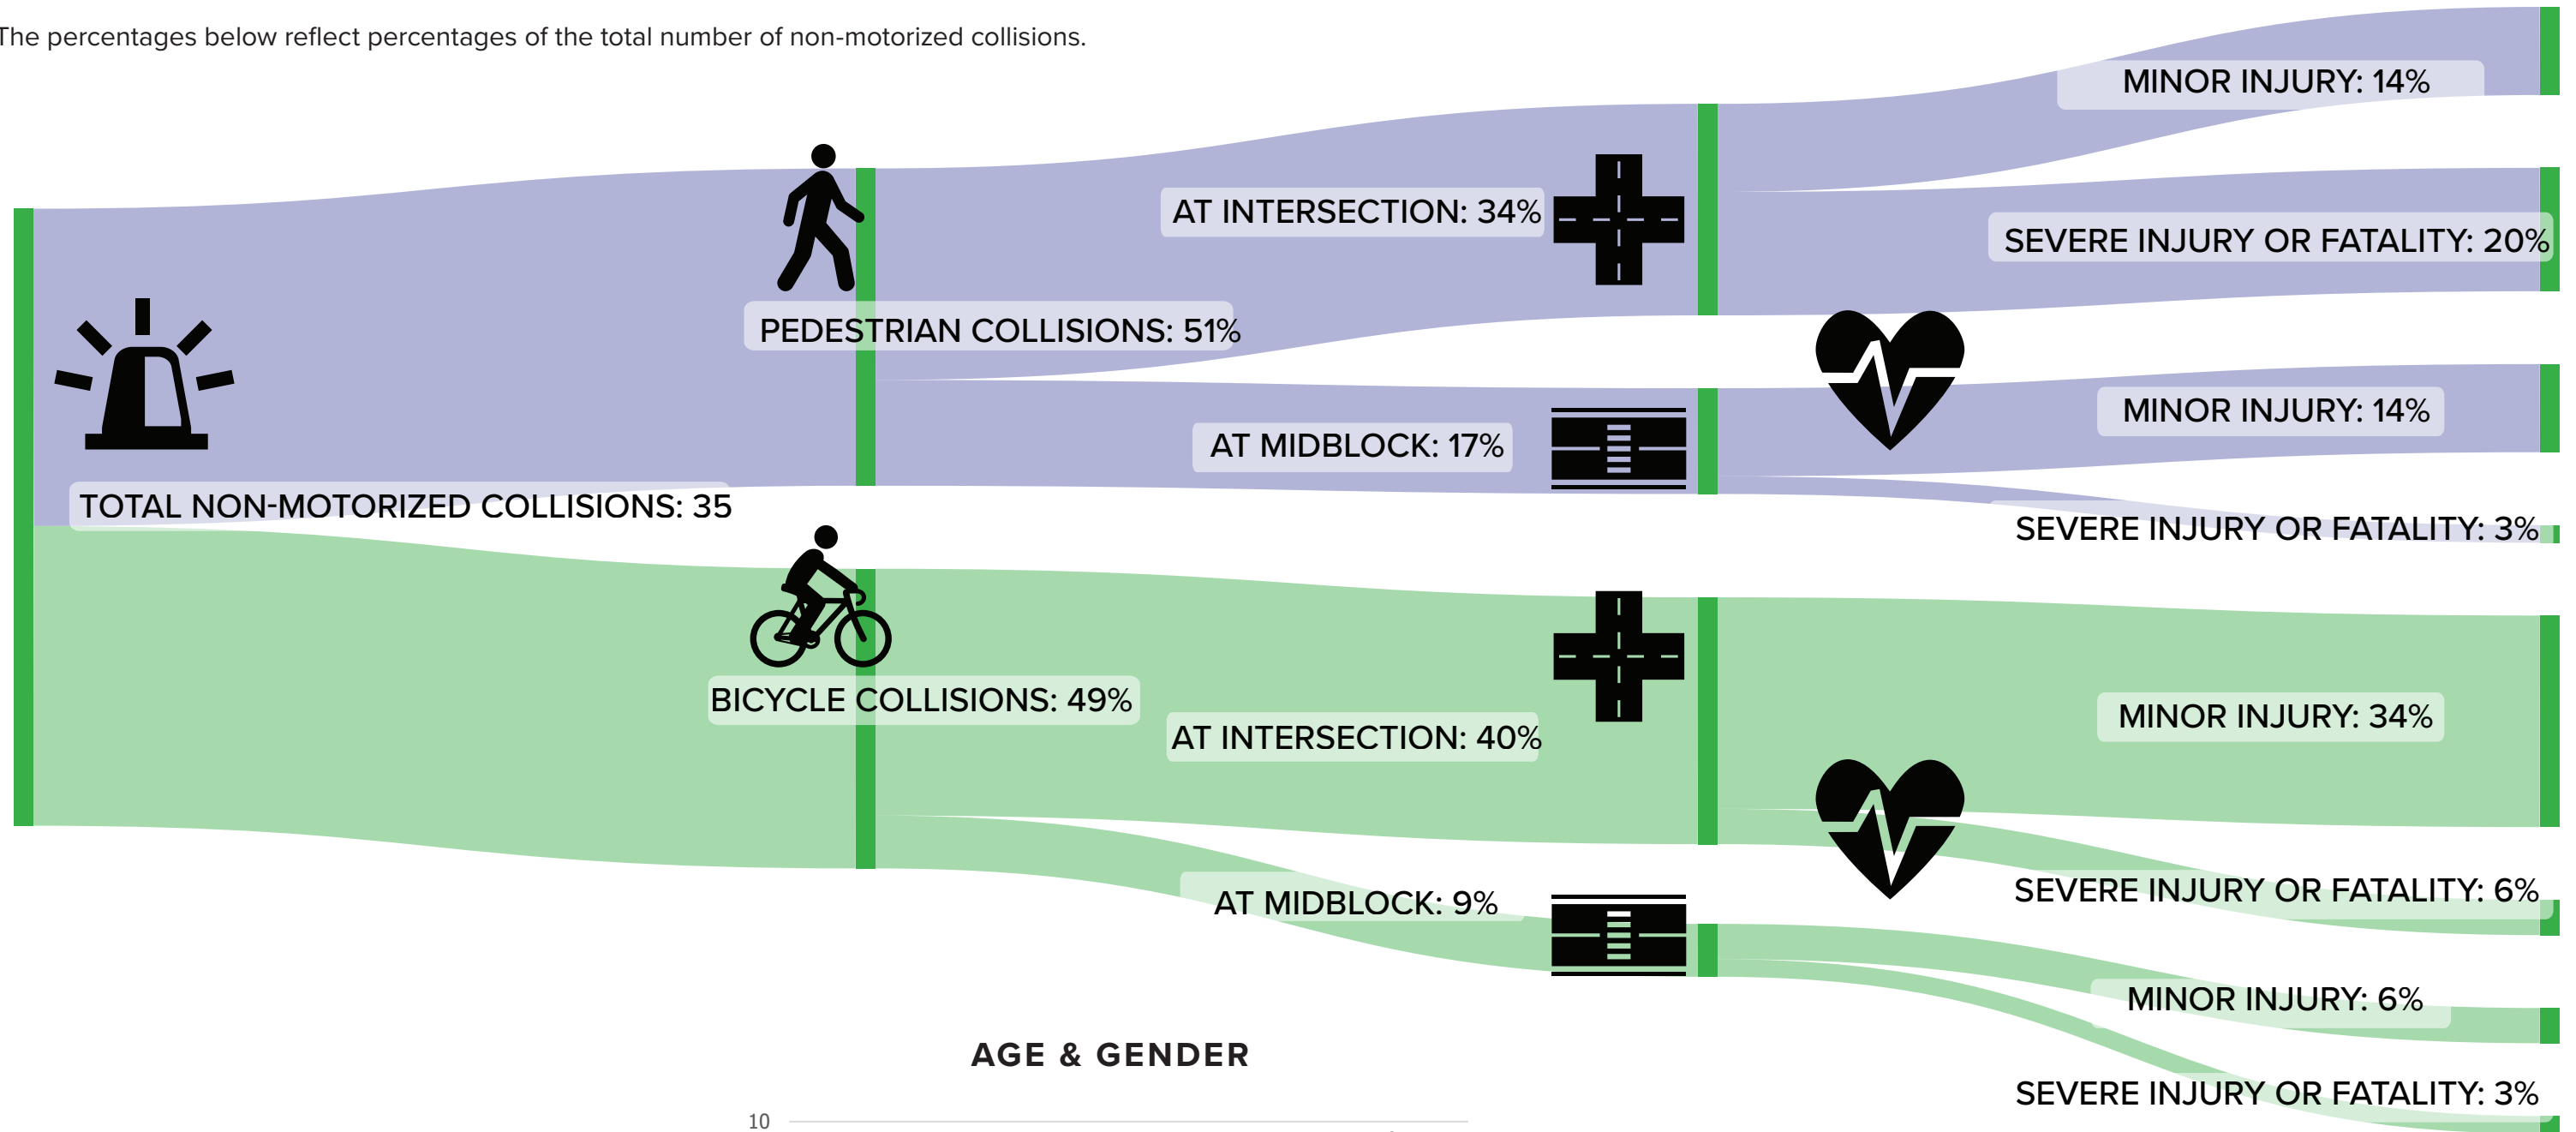 The percentages below reflect percentages of the total number of non-motorized collisions.
MINOR INJURY: 14%
AT INTERSECTION: 34%
SEVERE INJURY OR FATALITY: 20%
PEDESTRIAN COLLISIONS: 51%
MINOR INJURY: 14%
AT MIDBLOCK: 17%
TOTAL NON-MOTORIZED COLLISIONS: 35
SEVERE INJURY OR FATALITY: 3%
BICYCLE COLLISIONS: 49%
MINOR INJURY: 34%
AT INTERSECTION: 40%
SEVERE INJURY OR FATALITY: 6%
AT MIDBLOCK: 9%
MINOR INJURY: 6%
AGE & GENDER
SEVERE INJURY OR FATALITY: 3%
10